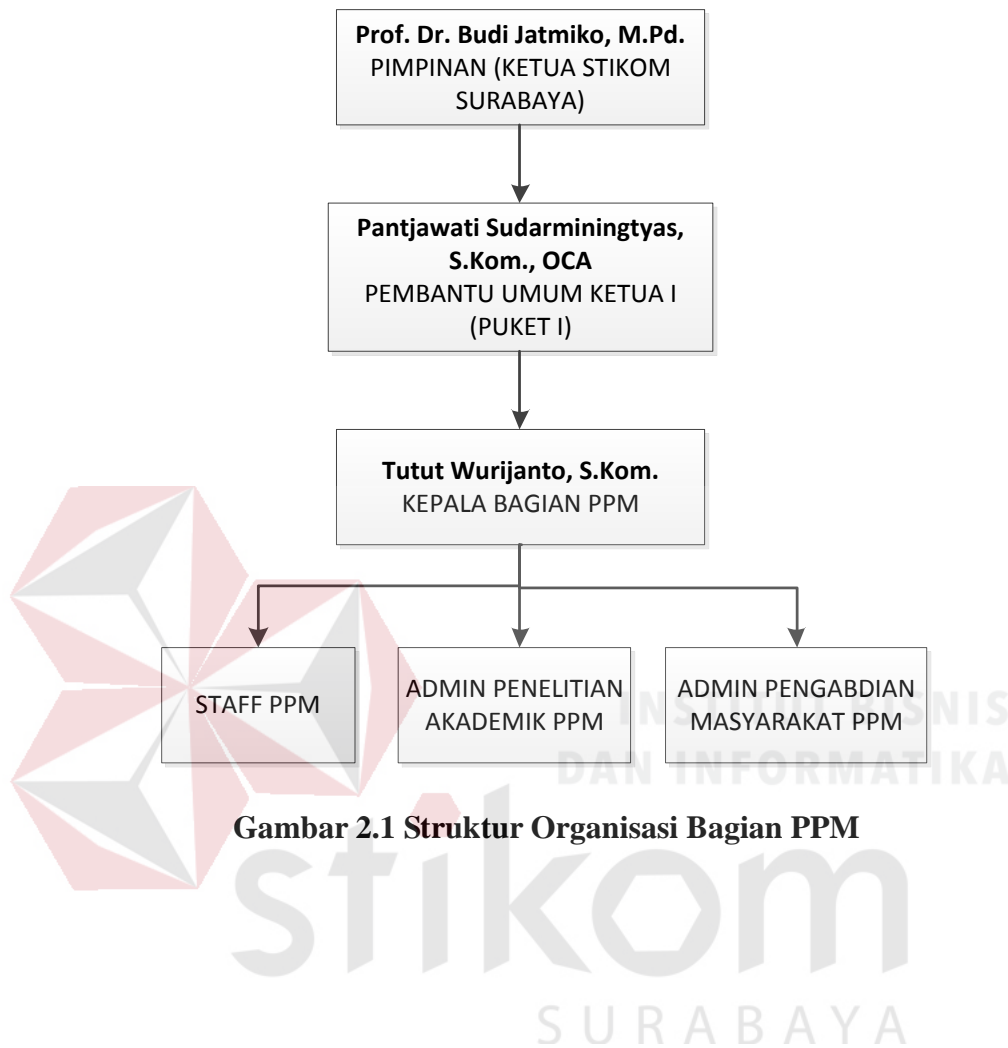 Prof. Dr. Budi Jatmiko, M.Pd.
PIMPINAN (KETUA STIKOM
SURABAYA)
Pantjawati Sudarminingtyas,
S.Kom., OCA
PEMBANTU UMUM KETUA I
(PUKET I)
Tutut Wurijanto, S.Kom.
KEPALA BAGIAN PPM
STAFF PPM
ADMIN PENELITIAN
AKADEMIK PPM
ADMIN PENGABDIAN
MASYARAKAT PPM
INSTITUT BISNIS
DAN INFORMATIKA
Gambar 2.1 Struktur Organisasi Bagian PPM
stikom
SURABAYA